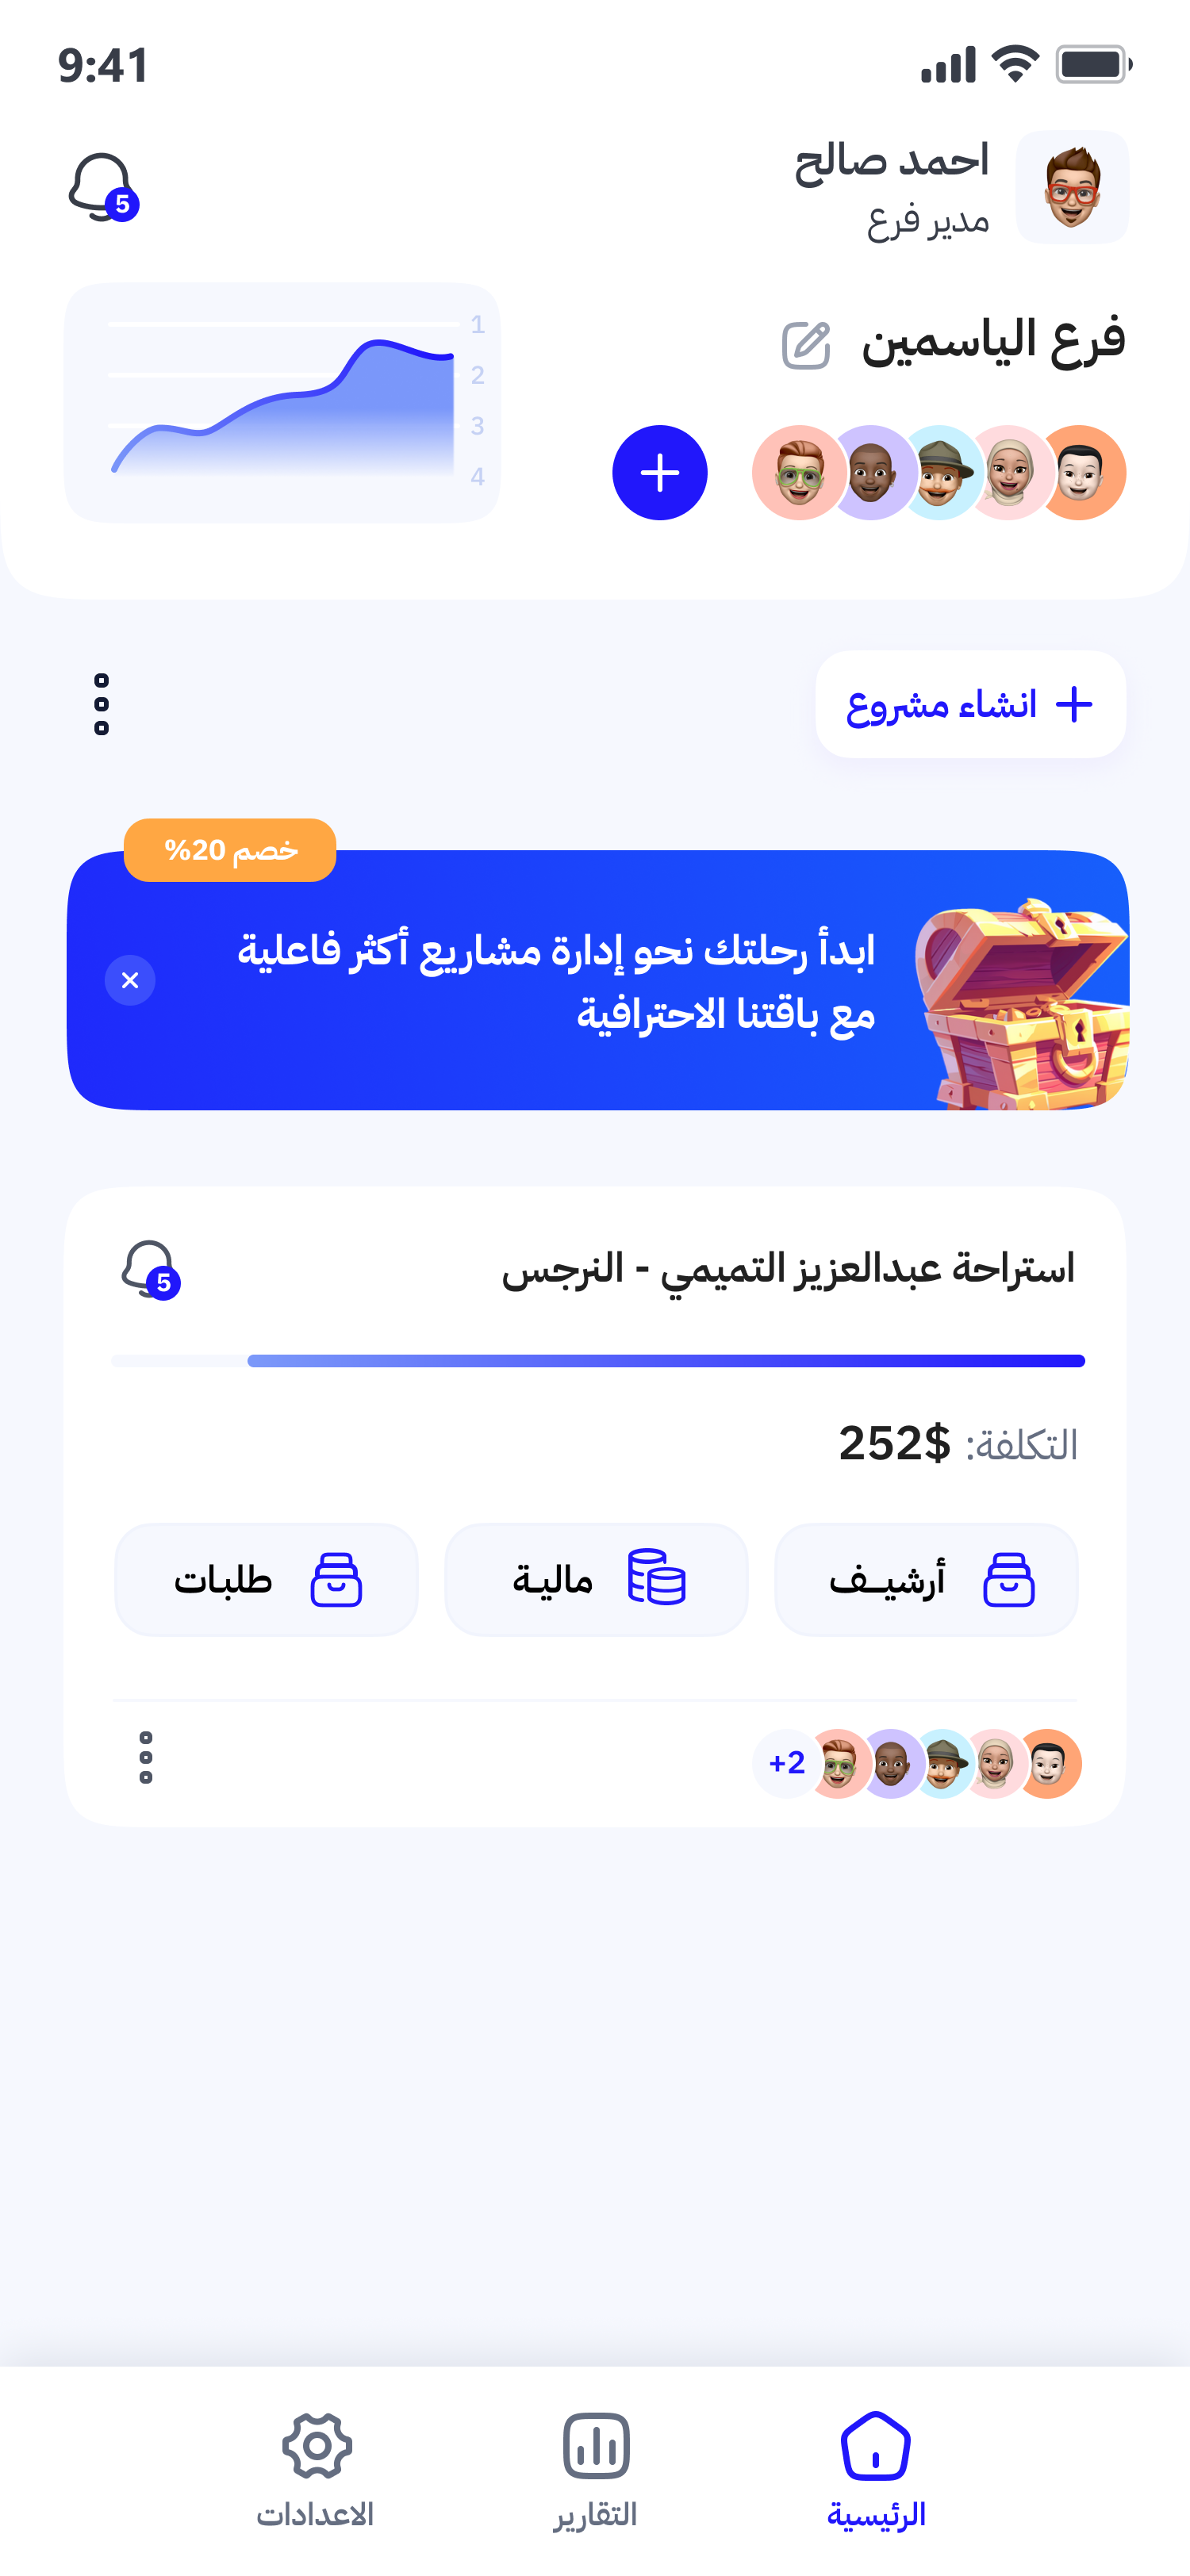 9:41
احمد صالح
مدير فرع
5
فرع الياسمين
1
2
3
4
انشاء مشروع
خصم 20%
ابدأ رحلتك نحو إدارة مشاريع أكثر فاعلية
مع باقتنا الاحترافية
استراحة عبدالعزيز التميمي - النرجس
5
التكلفة: 252$
أرشيـف
ماليـة
طلبـات
+2
الرئيسية
التقارير
الاعدادات